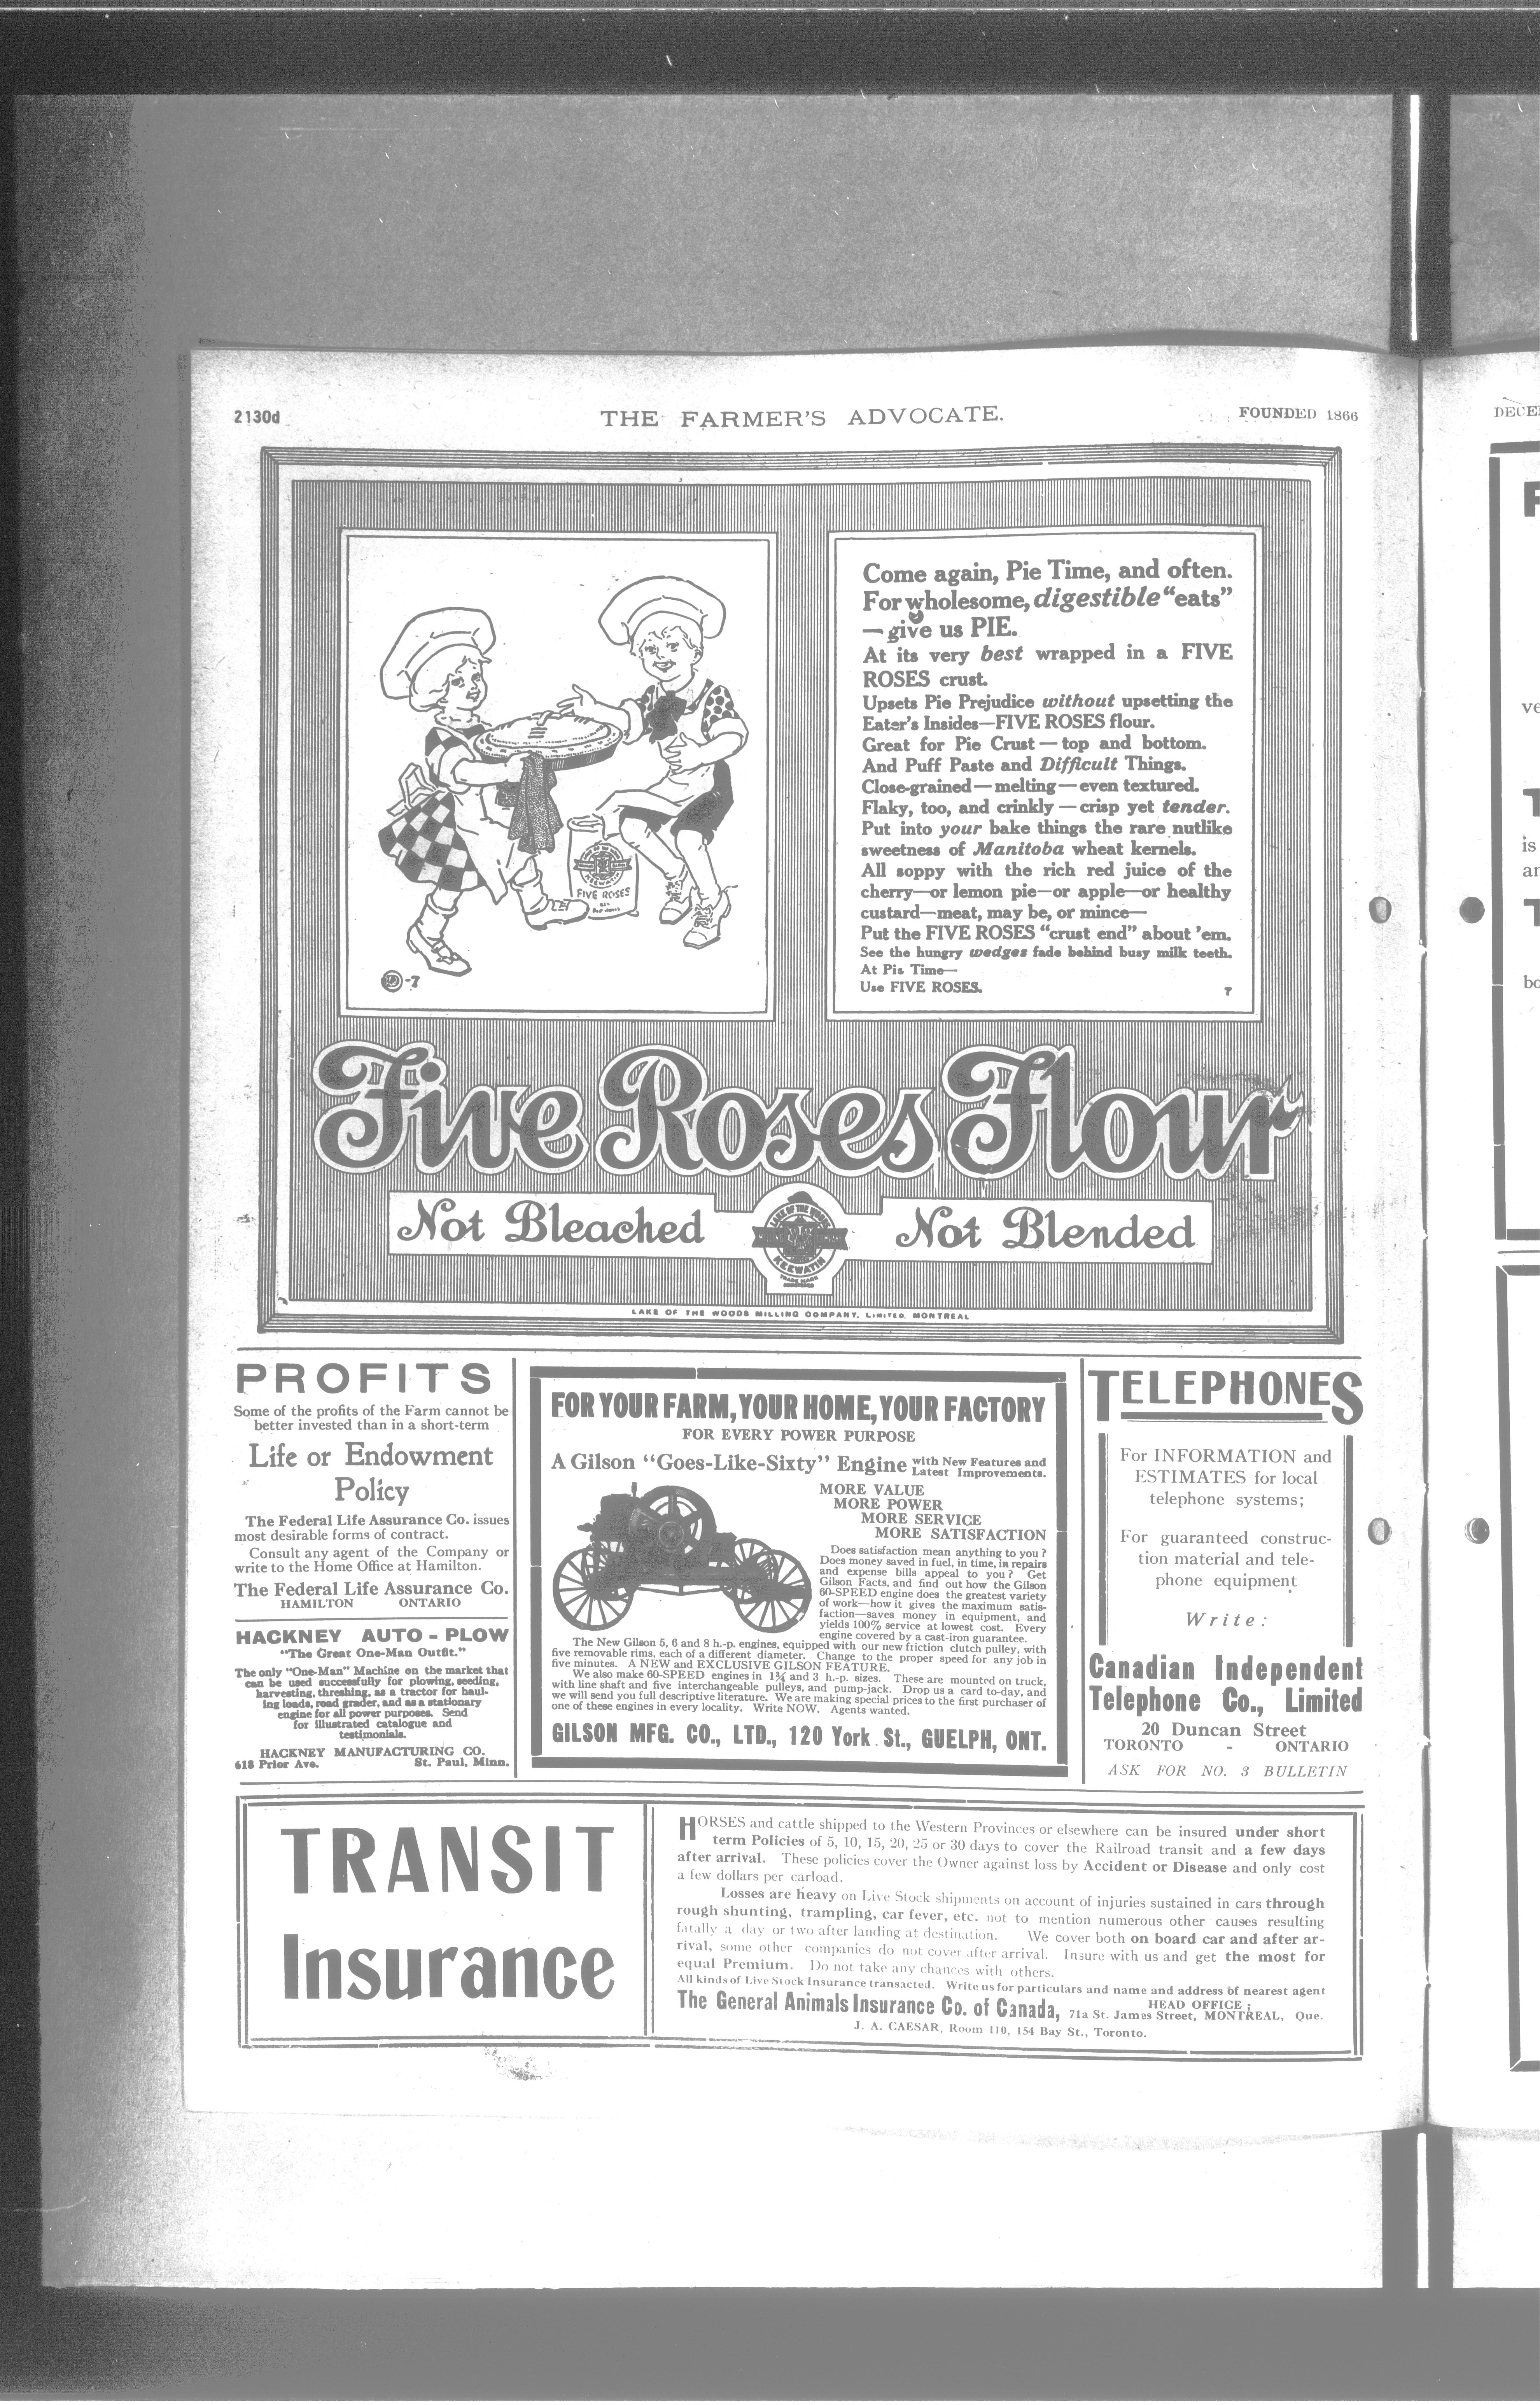 2130d
THE FARMER'S ADVOCATE.
FOUNDED 1866
Come again, Pie Time, and often.
For wholesome, digestible "eats"
—give us PIE.
At its very best wrapped in a FIVE
ROSES crust.
Upsets Pie Prejudice without upsetting the
Eater's Insides—FIVE ROSES flour.
Great for Pie Crust—top and bottom.
And Puff Paste and Difficult Things.
Close-grained—melting—even textured.
Flaky, too, and crinkly—crisp yet tender.
Put into your bake things the rare nutlike
sweetness of Manitoba wheat kernels.
All soppy with the rich red juice of the
cherry—or lemon pie—or apple—or healthy
custard—meat, may be, or mince—
Put the FIVE ROSES "crust end" about 'em.
See the hungry wedges fade behind busy milk teeth.
At Pie Time—
Use FIVE ROSES.
7
FIVE ROSES
-7
Five Roses Flour
Not Bleached
Not Blended
LAKE OF THE WOODS
KEEWATIN
TRADE MARK
REGISTERED
LAKE OF THE WOODS MILLING COMPANY, LIMITED, MONTREAL
PROFITS
Some of the profits of the Farm cannot be
better invested than in a short-term
Life or Endowment
Policy
The Federal Life Assurance Co. issues
most desirable forms of contract.
Consult any agent of the Company or
write to the Home Office at Hamilton.
The Federal Life Assurance Co.
HAMILTON ONTARIO
HACKNEY AUTO-PLOW
"The Great One-Man Outfit."
The only "One-Man" Machine on the market that
can be used successfully for plowing, seeding,
harvesting, threshing, as a tractor for haul-
ing loads, road grader, and as a stationary
engine for all power purposes. Send
for illustrated catalogue and
testimonials.
HACKNEY MANUFACTURING CO.
618 Prior Ave. St. Paul, Minn.
FOR YOUR FARM, YOUR HOME, YOUR FACTORY
FOR EVERY POWER PURPOSE
A Gilson "Goes-Like-Sixty" Engine with New Features and
Latest Improvements.
MORE VALUE
MORE POWER
MORE SERVICE
MORE SATISFACTION
Does satisfaction mean anything to you?
Does money saved in fuel, in time, in repairs
and expense bills appeal to you? Get
Gilson Facts, and find out how the Gilson
60-SPEED engine does the greatest variety
of work—how it gives the maximum satis-
faction—saves money in equipment, and
yields 100% service at lowest cost. Every
engine covered by a cast-iron guarantee.
The New Gilson 5, 6 and 8 h.-p. engines, equipped with our new friction clutch pulley, with
five removable rims, each of a different diameter. Change to the proper speed for any job in
five minutes. A NEW and EXCLUSIVE GILSON FEATURE.
We also make 60-SPEED engines in 1¾ and 3 h.-p. sizes. These are mounted on truck,
with line shaft and five interchangeable pulleys, and pump-jack. Drop us a card to-day, and
we will send you full descriptive literature. We are making special prices to the first purchaser of
one of these engines in every locality. Write NOW. Agents wanted.
GILSON MFG. CO., LTD., 120 York St., GUELPH, ONT.
TELEPHONES
For INFORMATION and
ESTIMATES for local
telephone systems;
For guaranteed construc-
tion material and tele-
phone equipment
Write:
Canadian Independent
Telephone Co., Limited
20 Duncan Street
TORONTO - ONTARIO
ASK FOR NO. 3 BULLETIN
TRANSIT
Insurance
HORSES and cattle shipped to the Western Provinces or elsewhere can be insured under short
term Policies of 5, 10, 15, 20, 25 or 30 days to cover the Railroad transit and a few days
after arrival. These policies cover the Owner against loss by Accident or Disease and only cost
a few dollars per carload.
Losses are heavy on Live Stock shipments on account of injuries sustained in cars through
rough shunting, trampling, car fever, etc. not to mention numerous other causes resulting
fatally a day or two after landing at destination. We cover both on board car and after ar-
rival, some other companies do not cover after arrival. Insure with us and get the most for
equal Premium. Do not take any chances with others.
All kinds of Live Stock Insurance transacted. Write us for particulars and name and address of nearest agent
The General Animals Insurance Co. of Canada, HEAD OFFICE:
71a St. James Street, MONTREAL, Que.
J. A. CAESAR, Room 110, 154 Bay St., Toronto.